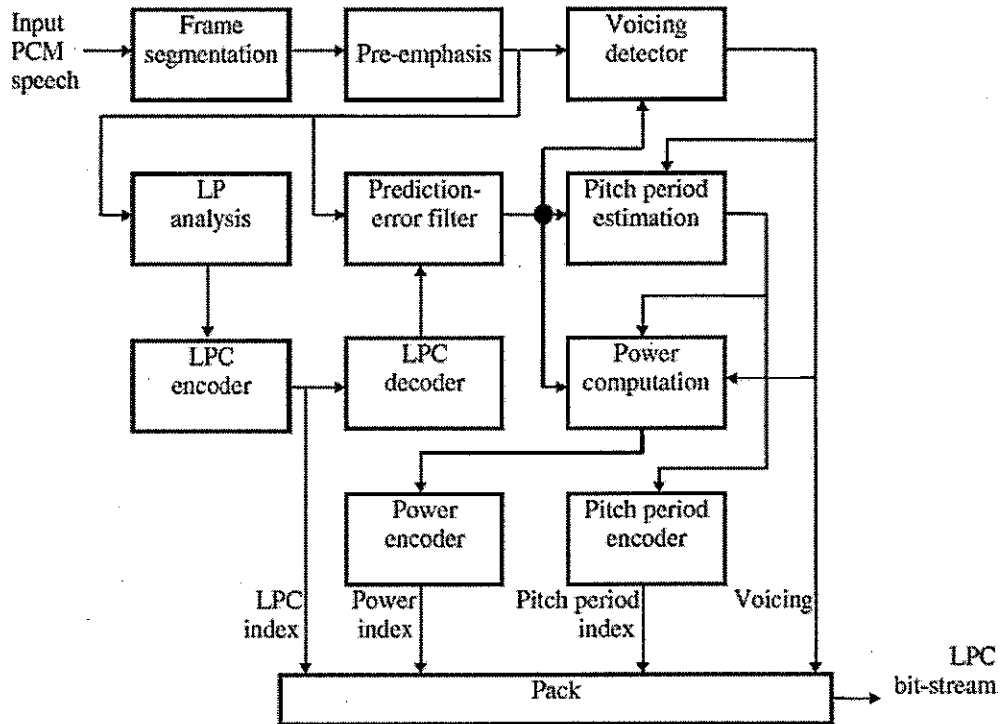 Input
PCM
speech
Frame
segmentation
Pre-emphasis
Voicing
detector
LP
analysis
Prediction-
error filter
Pitch period
estimation
LPC
encoder
LPC
decoder
Power
computation
Power
encoder
Pitch period
encoder
LPC
index
Power
index
Pitch period
index
Voicing
Pack
LPC
bit-stream